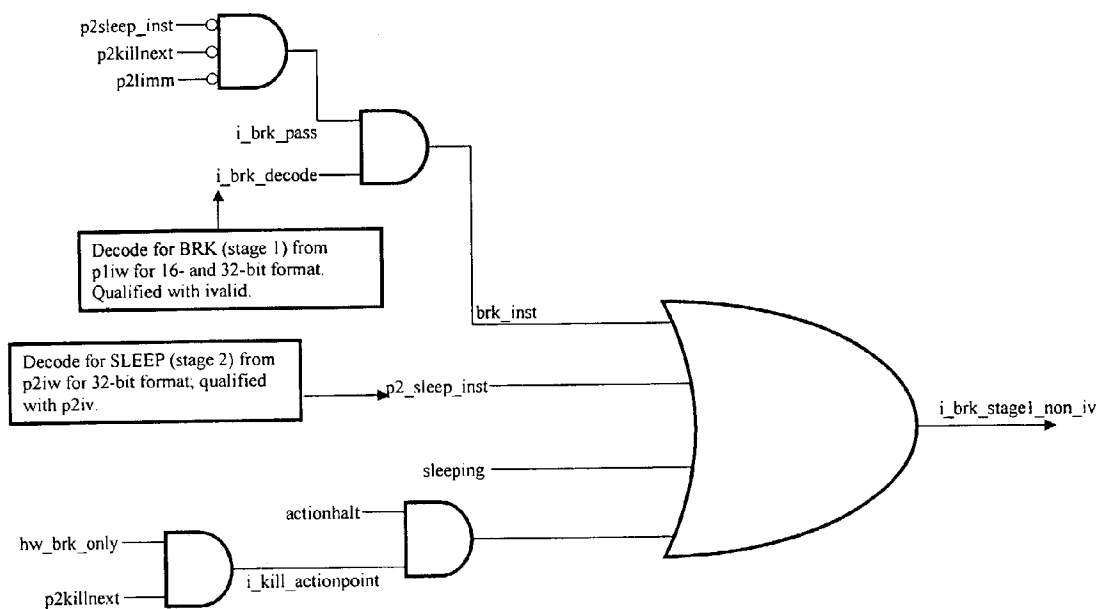 p2sleep_inst
p2killnext
p2limm
i_brk_pass
i_brk_decode
Decode for BRK (stage 1) from
p1iw for 16- and 32-bit format.
Qualified with ivalid.
brk_inst
Decode for SLEEP (stage 2) from
p2iw for 32-bit format; qualified
with p2iv.
p2_sleep_inst
i_brk_stage1_non_iv
sleeping
actionhalt
hw_brk_only
i_kill_actionpoint
p2killnext